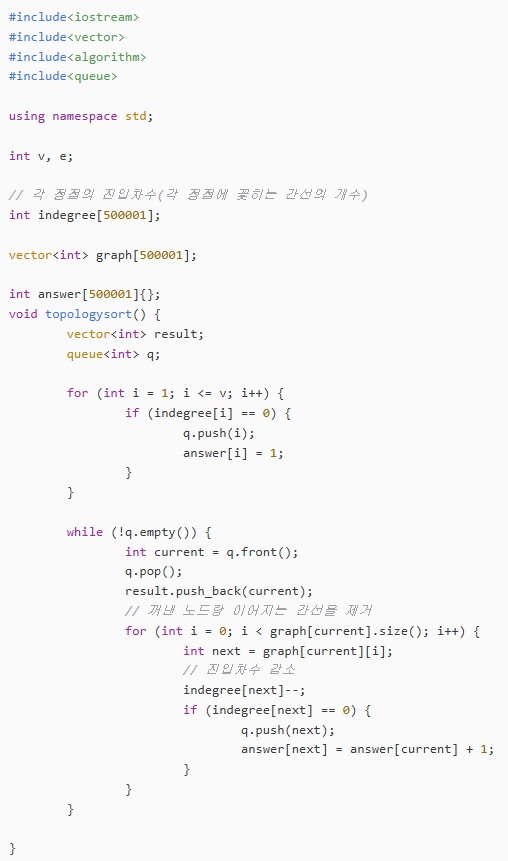 #include<iostream>
#include<vector>
#include<algorithm>
#include<queue>
using namespace std;
int v, e;
// 각 정점의 진입차수(각 정점에 꽃히는 간선의 개수)
int indegree[500001];
vector<int> graph[500001];
int answer[500001]{};
void topologysort() {
vector<int> result;
queue<int> q;
for (int i = 1; i <= v; i++) {
if (indegree[i] == 0) {
q.push(i);
answer[i] = 1;
}
}
while (!q.empty()) {
int current = q.front();
q.pop();
result.push_back(current);
// 꺼낸 노드랑 이어지는 간선을 제거
for (int i = 0; i < graph[current].size(); i++) {
int next = graph[current][i];
// 진입차수 감소
indegree[next]--;
if (indegree[next] == 0) {
q.push(next);
answer[next] = answer[current] + 1;
}
}
}
}